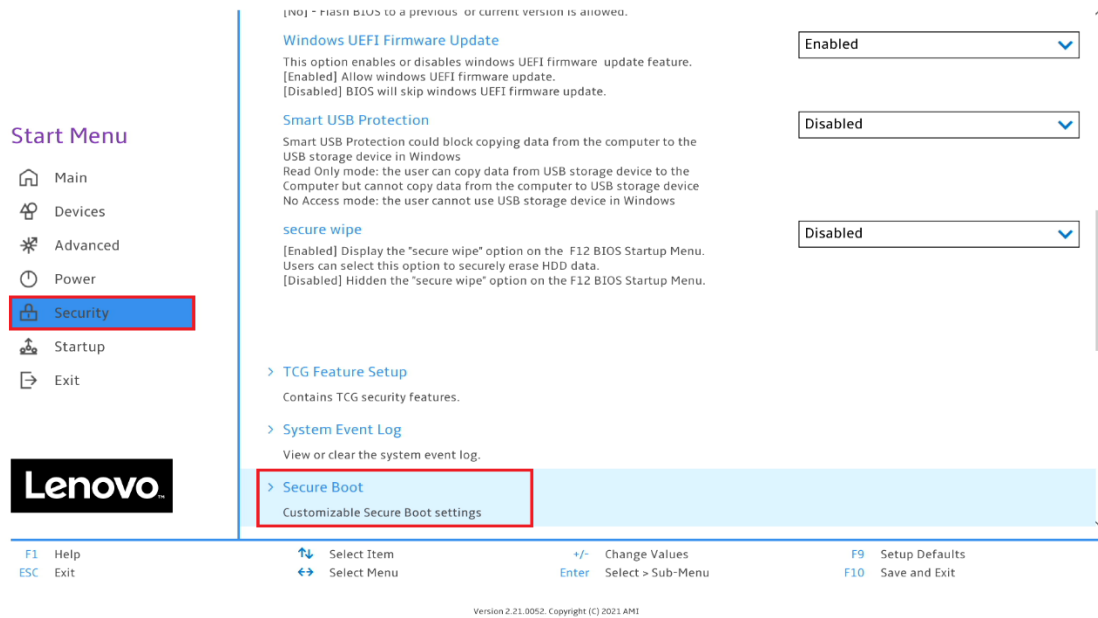 [No] - Flash BIOS to a previous or current version is allowed.
Windows UEFI Firmware Update
Enabled
This option enables or disables windows UEFI firmware update feature.
[Enabled] Allow windows UEFI firmware update.
[Disabled] BIOS will skip windows UEFI firmware update.
Smart USB Protection
Disabled
Smart USB Protection could block copying data from the computer to the
USB storage device in Windows
Read Only mode: the user can copy data from USB storage device to the
Computer but cannot copy data from the computer to USB storage device
No Access mode: the user cannot use USB storage device in Windows
secure wipe
Disabled
[Enabled] Display the "secure wipe" option on the F12 BIOS Startup Menu.
Users can select this option to securely erase HDD data.
[Disabled] Hidden the "secure wipe" option on the F12 BIOS Startup Menu.
> TCG Feature Setup
Contains TCG security features.
> System Event Log
View or clear the system event log.
> Secure Boot
Customizable Secure Boot settings
Start Menu
Main
Devices
Advanced
Power
Security
Startup
Exit
Lenovo™
F1 Help
ESC Exit
↑↓ Select Item
↔ Select Menu
+/- Change Values
Enter Select > Sub-Menu
F9 Setup Defaults
F10 Save and Exit
Version 2.21.0052. Copyright (C) 2021 AMI